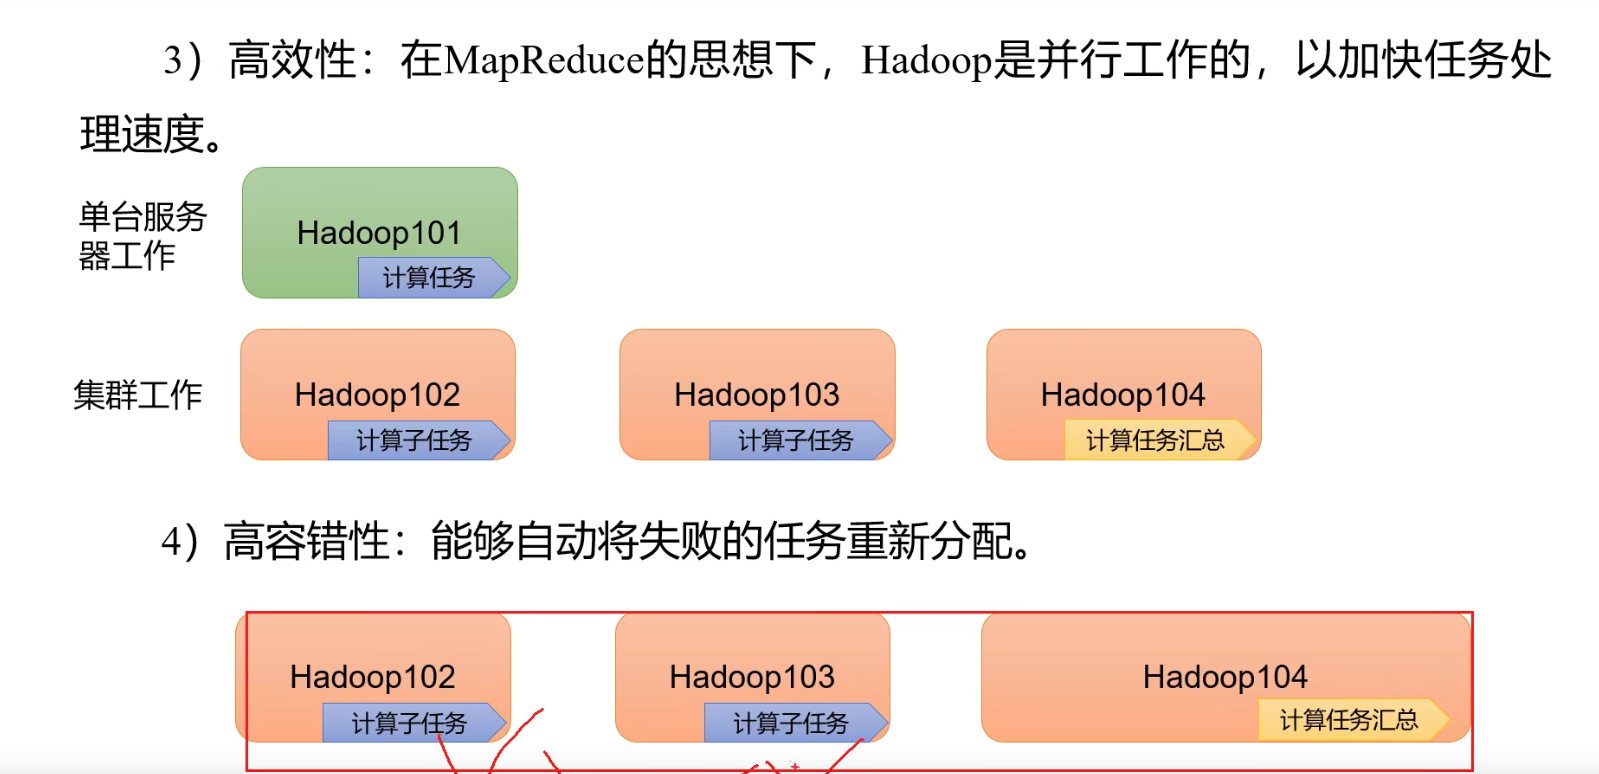 3）高效性：在MapReduce的思想下，Hadoop是并行工作的，以加快任务处
理速度。
单台服务
器工作
Hadoop101
计算任务
集群工作
Hadoop102
计算子任务
Hadoop103
计算子任务
Hadoop104
计算任务汇总
4）高容错性：能够自动将失败的任务重新分配。
Hadoop102
计算子任务
Hadoop103
计算子任务
Hadoop104
计算任务汇总